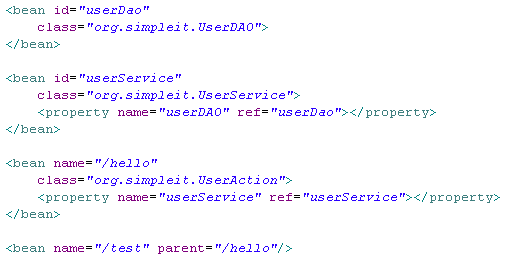 <bean id="userDao"
class="org.simpleit.UserDAO">
</bean>
<bean id="userService"
class="org.simpleit.UserService">
<property name="userDAO" ref="userDao"></property>
</bean>
<bean name="/hello"
class="org.simpleit.UserAction">
<property name="userService" ref="userService"></property>
</bean>
<bean name="/test" parent="/hello"/>